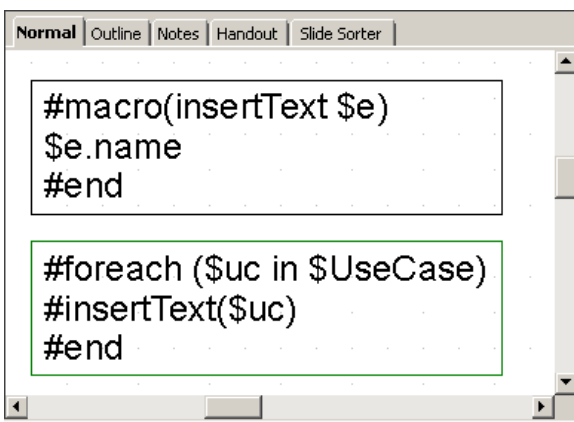 Normal Outline Notes Handout Slide Sorter
#macro(insertText $e)
$e.name
#end
#foreach ($uc in $UseCase)
#insertText($uc)
#end